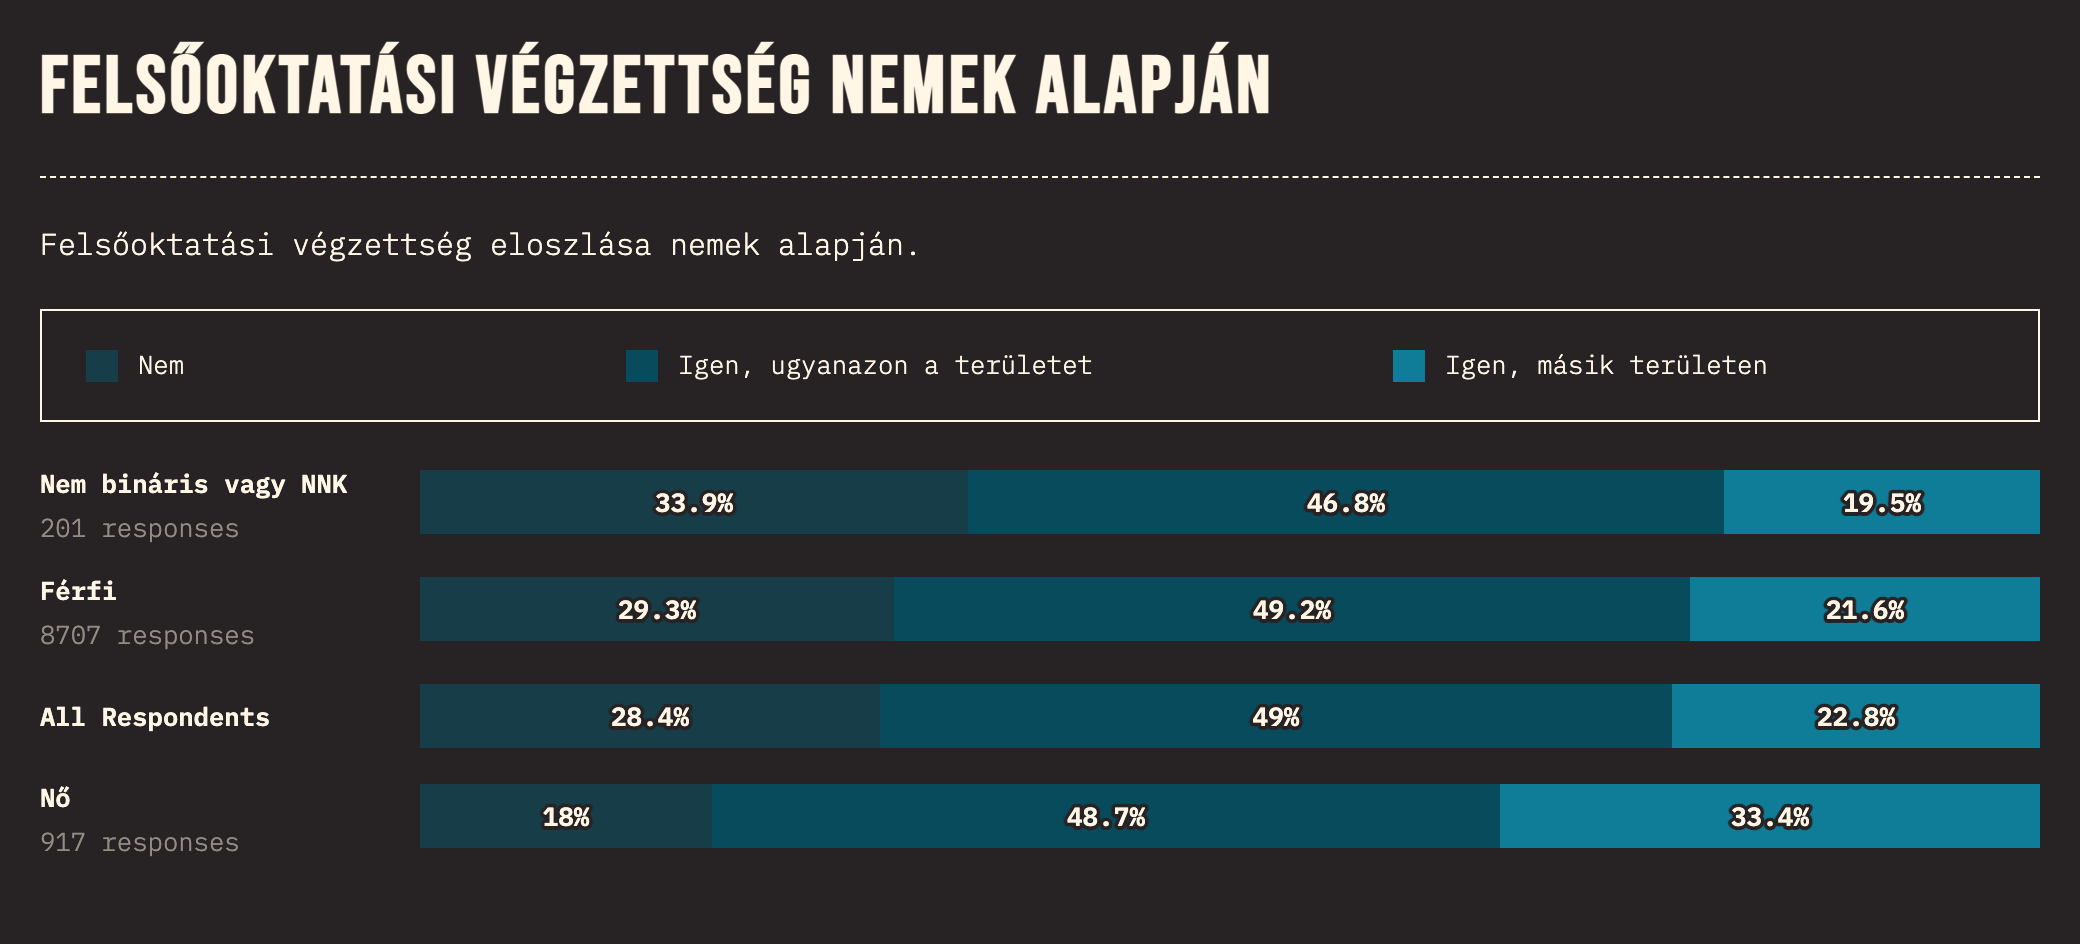 FELSŐOKTATÁSI VÉGZETTSÉG NEMEK ALAPJÁN
Felsőoktatási végzettség eloszlása nemek alapján.
Nem
Igen, ugyanazon a területet
Igen, másik területen
Nem bináris vagy NNK
201 responses
33.9% 46.8% 19.5%
Férfi
8707 responses
29.3% 49.2% 21.6%
All Respondents
28.4% 49% 22.8%
Nő
917 responses
18% 48.7% 33.4%